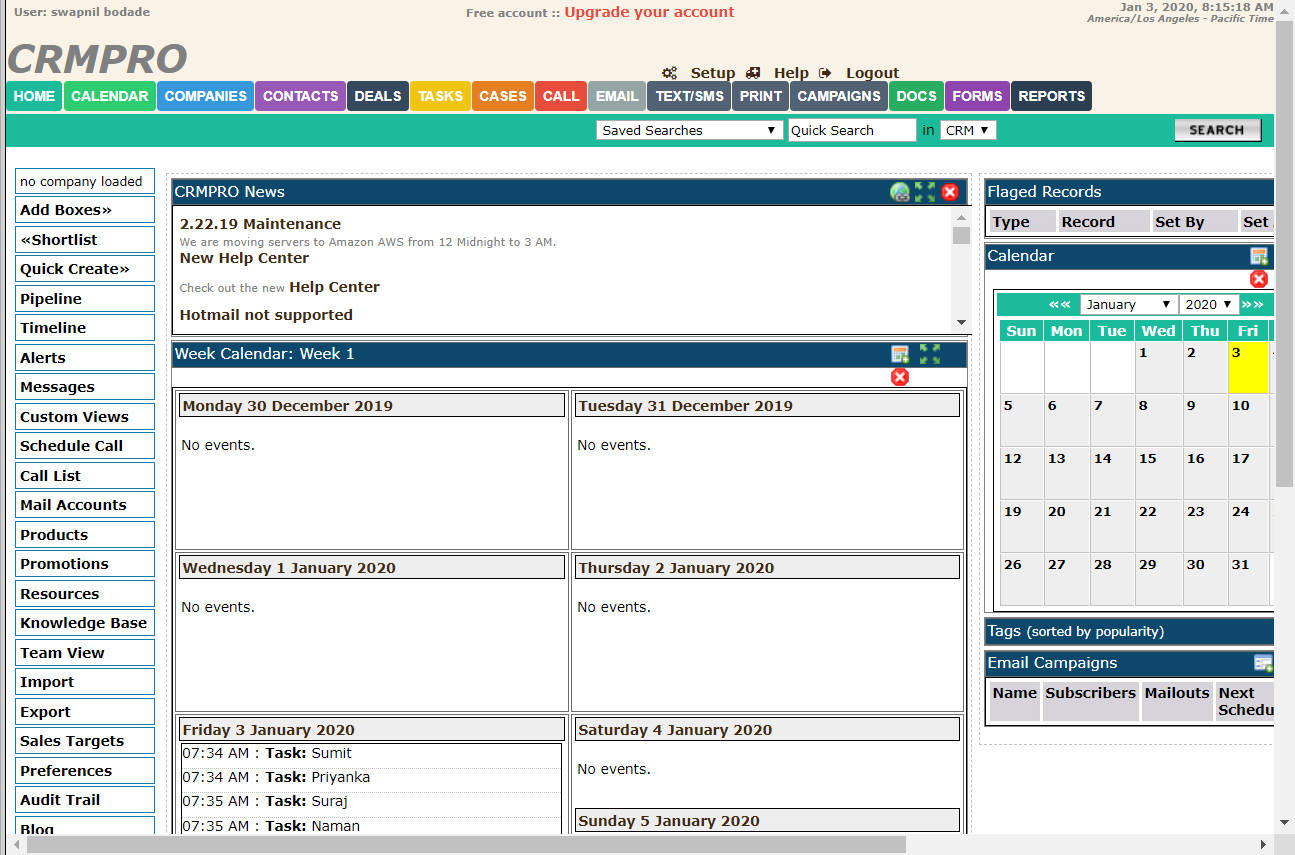 User: swapnil bodade
Free account :: Upgrade your account
Jan 3, 2020, 8:15:18 AM
America/Los Angeles - Pacific Time
CRMPRO
Setup Help Logout
HOME CALENDAR COMPANIES CONTACTS DEALS TASKS CASES CALL EMAIL TEXT/SMS PRINT CAMPAIGNS DOCS FORMS REPORTS
Saved Searches Quick Search in CRM SEARCH
no company loaded
Add Boxes»
«Shortlist
Quick Create»
Pipeline
Timeline
Alerts
Messages
Custom Views
Schedule Call
Call List
Mail Accounts
Products
Promotions
Resources
Knowledge Base
Team View
Import
Export
Sales Targets
Preferences
Audit Trail
Blog
CRMPRO News
2.22.19 Maintenance
We are moving servers to Amazon AWS from 12 Midnight to 3 AM.
New Help Center
Check out the new Help Center
Hotmail not supported
Week Calendar: Week 1
Monday 30 December 2019
No events.
Tuesday 31 December 2019
No events.
Wednesday 1 January 2020
No events.
Thursday 2 January 2020
No events.
Friday 3 January 2020
07:34 AM : Task: Sumit
07:34 AM : Task: Priyanka
07:35 AM : Task: Suraj
07:35 AM : Task: Naman
Saturday 4 January 2020
No events.
Sunday 5 January 2020
Flaged Records
Type Record Set By Set
Calendar
«« January 2020 »»
Sun Mon Tue Wed Thu Fri
1 2 3
5 6 7 8 9 10
12 13 14 15 16 17
19 20 21 22 23 24
26 27 28 29 30 31
Tags (sorted by popularity)
Email Campaigns
Name Subscribers Mailouts Next
Schedu